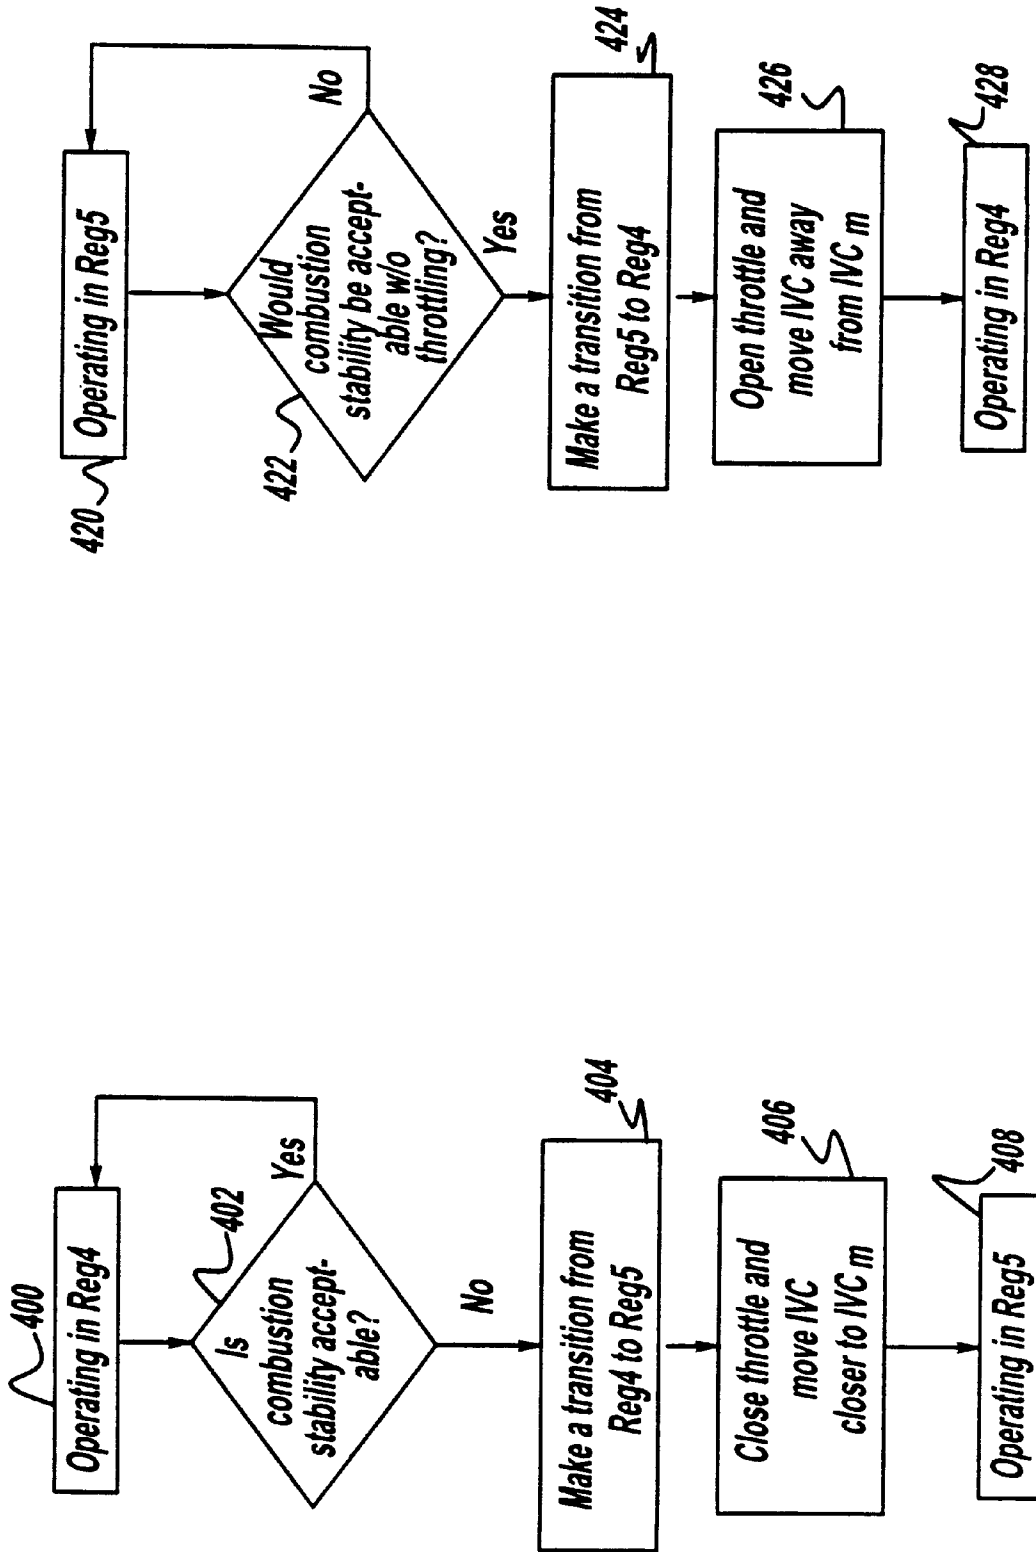 400
Operating in Reg4
402
Is
combustion
stability accept-
able?
Yes
No
404
Make a transition from
Reg4 to Reg5
406
Close throttle and
move IVC
closer to IVC m
408
Operating in Reg5
420
Operating in Reg5
422
Would
combustion
stability be accept-
able w/o
throttling?
No
Yes
424
Make a transition from
Reg5 to Reg4
426
Open throttle and
move IVC away
from IVC m
428
Operating in Reg4